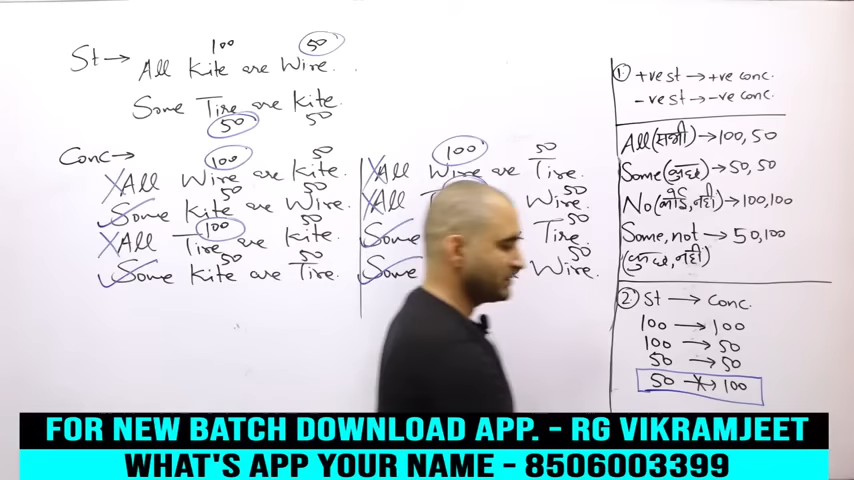 100 50
St → All Kite are Wire.
Some Tire are Kite.
50 50
Conc →
100 50
All Wire are Kite.
50 50
Some Kite are Wire.
100 50
All Tire are Kite.
50 50
Some Kite are Tire.
100 50
All Wire are Tire.
50
All Wire.
50
Some Tire.
50
Some Wire.
1. +ve st → +ve conc.
-ve st → -ve conc.
All (सभी) → 100, 50
Some (कुछ) → 50, 50
No (कोई, नहीं) → 100, 100
Some, not → 50, 100
(कुछ, नहीं)
2. St → Conc.
100 → 100
100 → 50
50 → 50
50 → 100
FOR NEW BATCH DOWNLOAD APP. - RG VIKRAMJEET
WHAT'S APP YOUR NAME - 8506003399